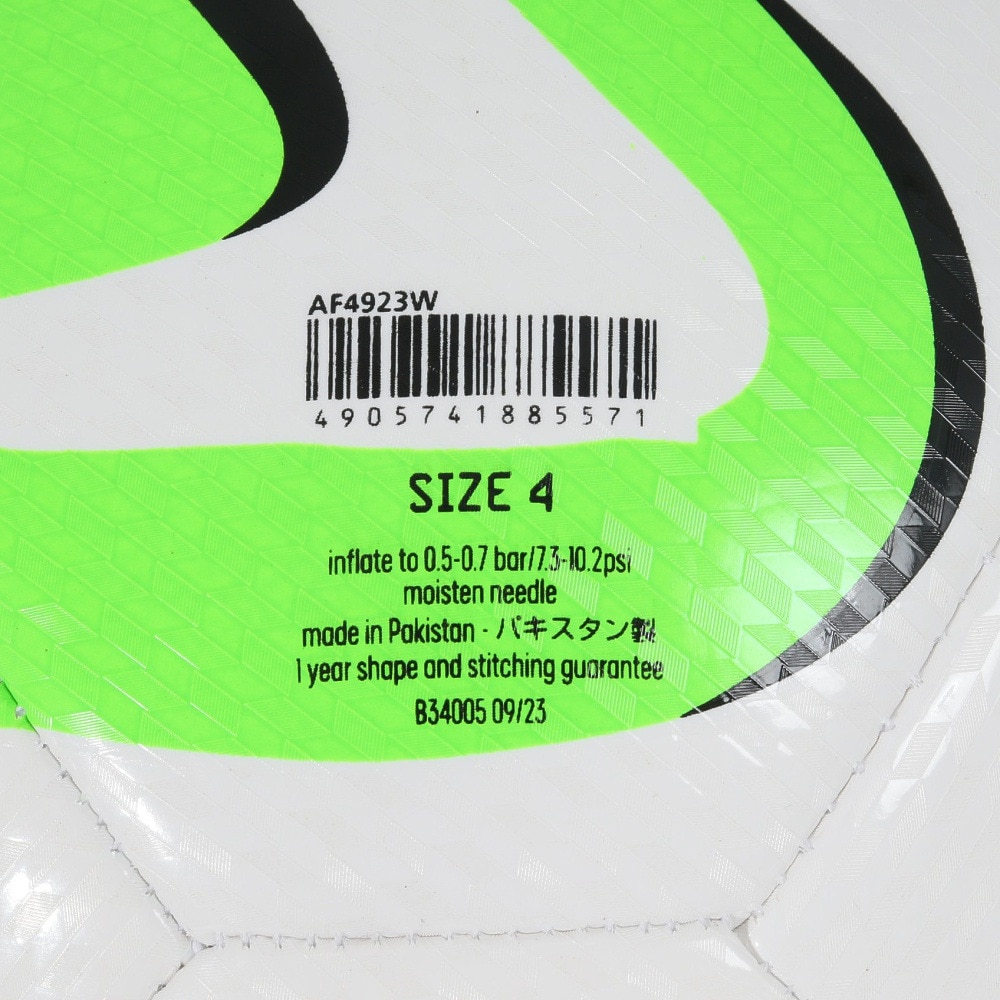 AF4923W
4905741885571
SIZE 4
inflate to 0.5-0.7 bar/7.3-10.2psi
moisten needle
made in Pakistan - パキスタン製
1 year shape and stitching guarantee
B34005 09/23